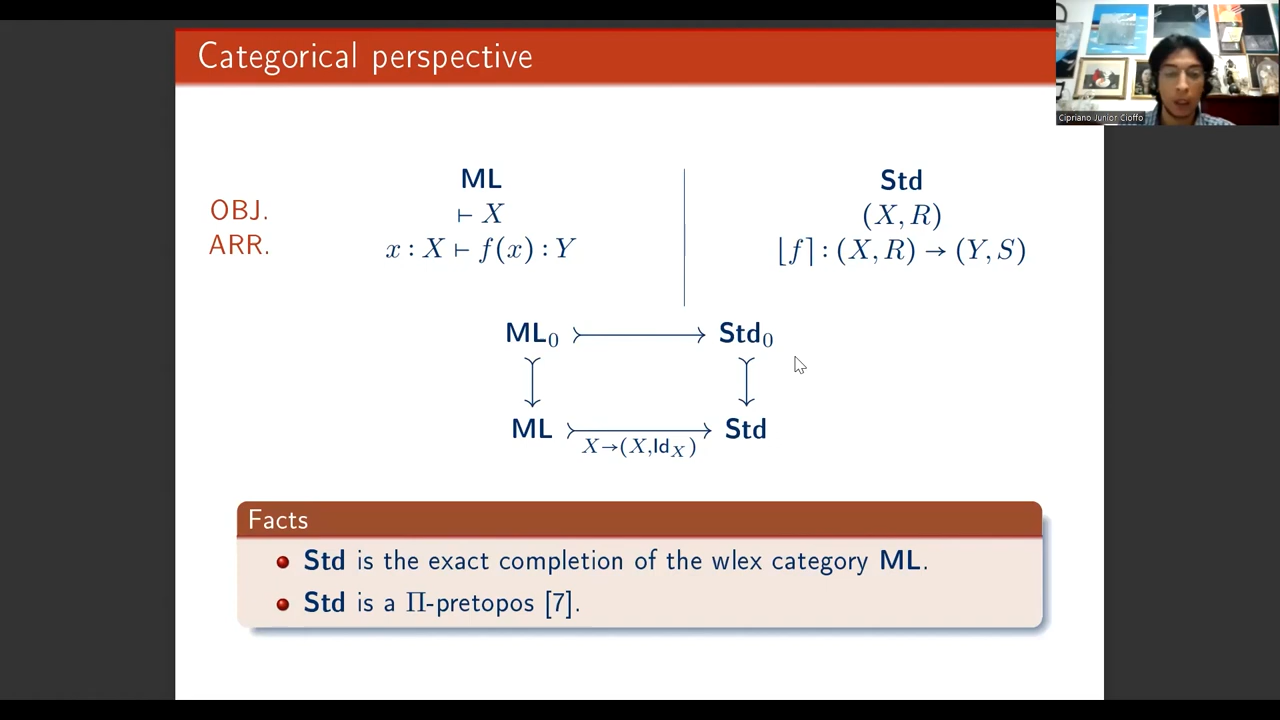 Categorical perspective
Cipriano Junior Cioffo
ML
Std
OBJ.
⊢ X
(X, R)
ARR.
x : X ⊢ f(x) : Y
⌊f⌉ : (X, R) → (Y, S)
ML₀
Std₀
ML
Std
X→(X,Id_X)
Facts
Std is the exact completion of the wlex category ML.
Std is a Π-pretopos [7].